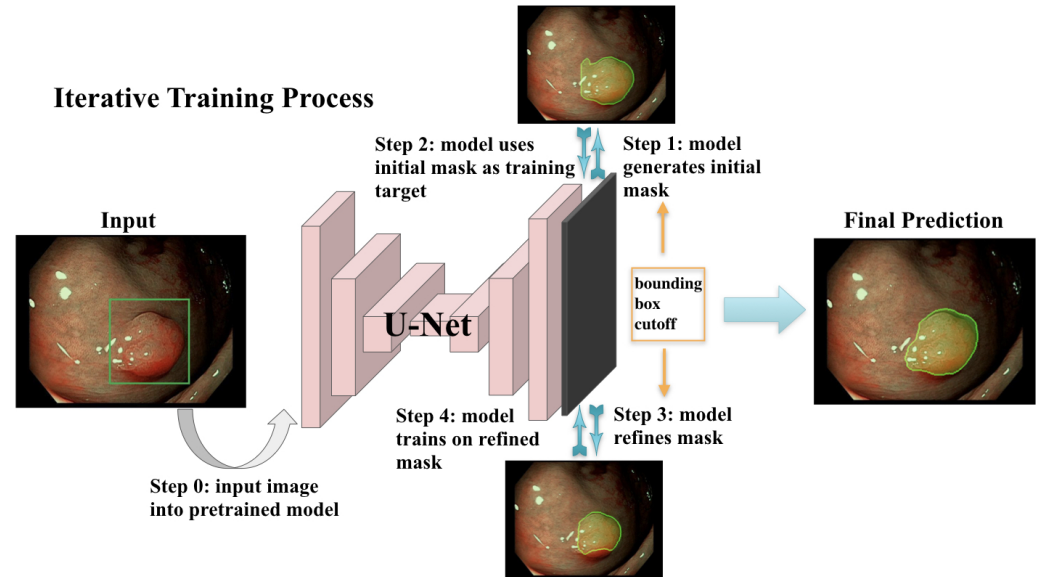 Iterative Training Process
Step 2: model uses
initial mask as training
target
Step 1: model
generates initial
mask
Input
Final Prediction
bounding
box
cutoff
U-Net
Step 4: model
trains on refined
mask
Step 3: model
refines mask
Step 0: input image
into pretrained model